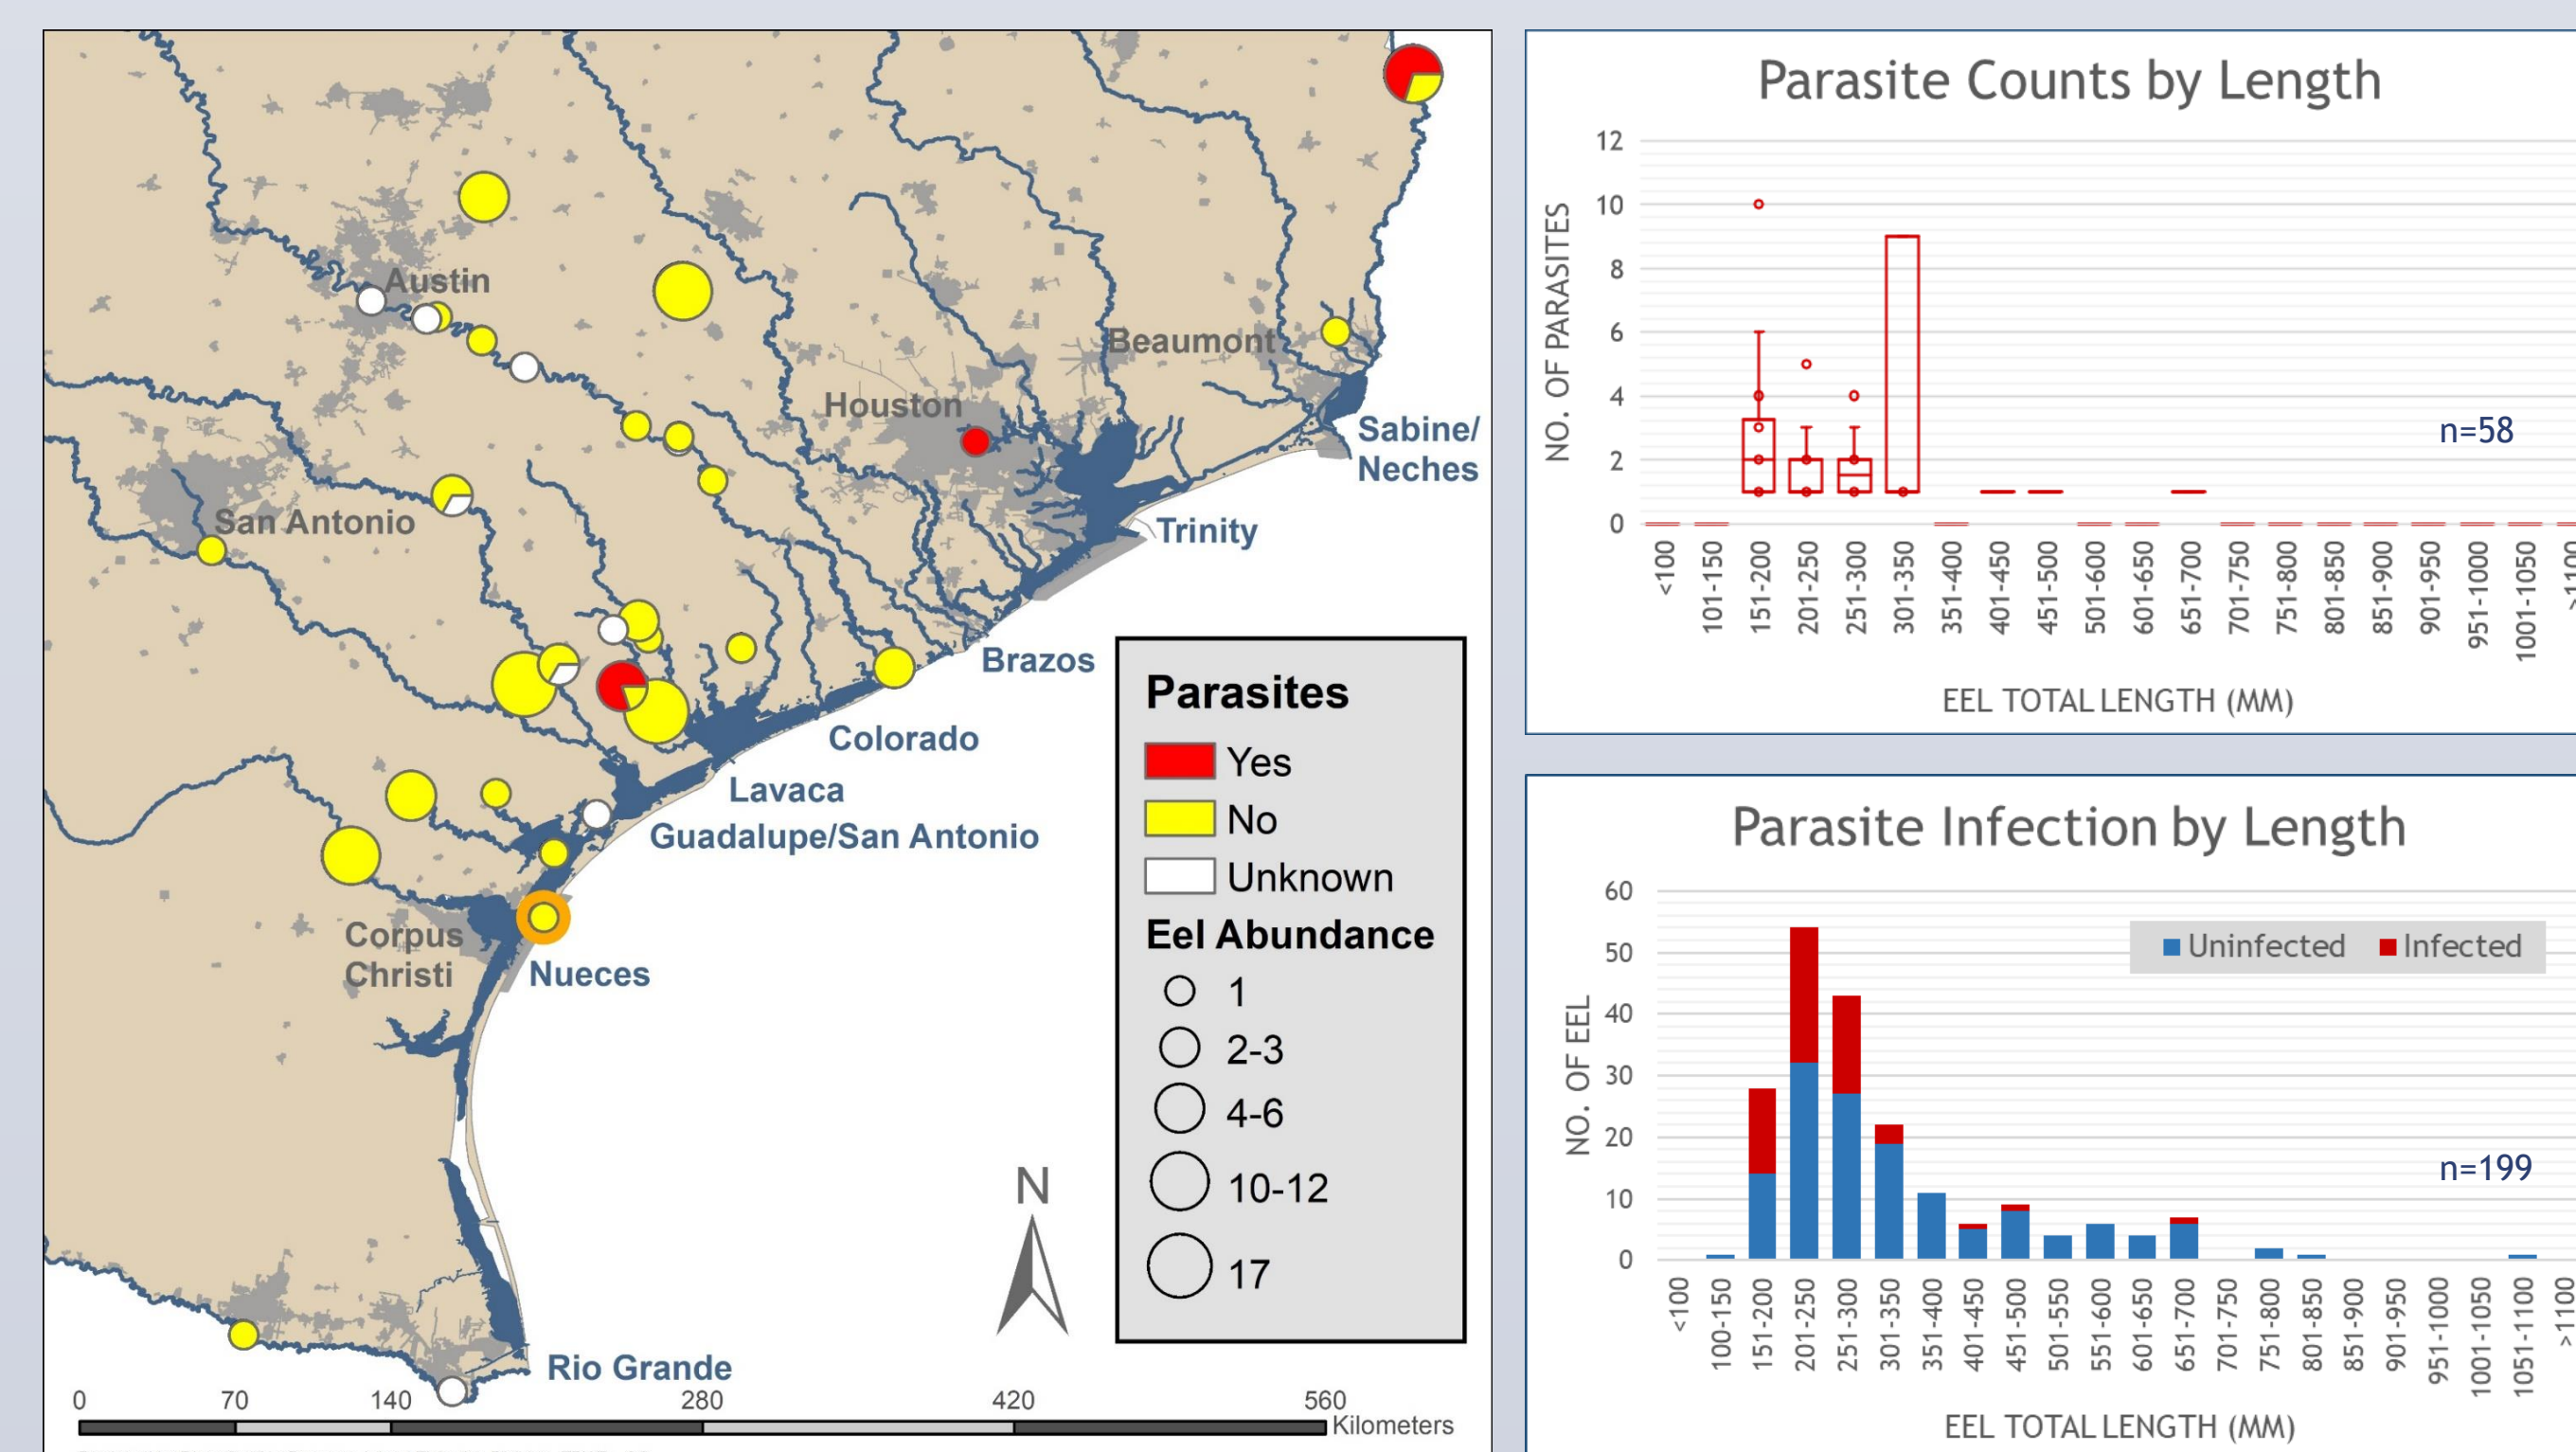 Austin
Beaumont
Houston
San Antonio
Sabine/
Neches
Trinity
Brazos
Colorado
Lavaca
Guadalupe/San Antonio
Corpus
Christi
Nueces
Rio Grande
Parasites
Yes
No
Unknown
Eel Abundance
1
2-3
4-6
10-12
17
N
0 70 140 280 420 560
Kilometers
Parasite Counts by Length
NO. OF PARASITES
12
10
8
6
4
2
0
n=58
<100 101-150 151-200 201-250 251-300 301-350 351-400 401-450 451-500 501-600 601-650 651-700 701-750 751-800 801-850 851-900 901-950 951-1000 1001-1050 >1100
EEL TOTAL LENGTH (MM)
Parasite Infection by Length
Uninfected Infected
NO. OF EEL
60
50
40
30
20
10
0
n=199
<100 100-150 151-200 201-250 251-300 301-350 351-400 401-450 451-500 501-550 551-600 601-650 651-700 701-750 751-800 801-850 851-900 901-950 951-1000 1001-1050 1051-1100 >1100
EEL TOTAL LENGTH (MM)